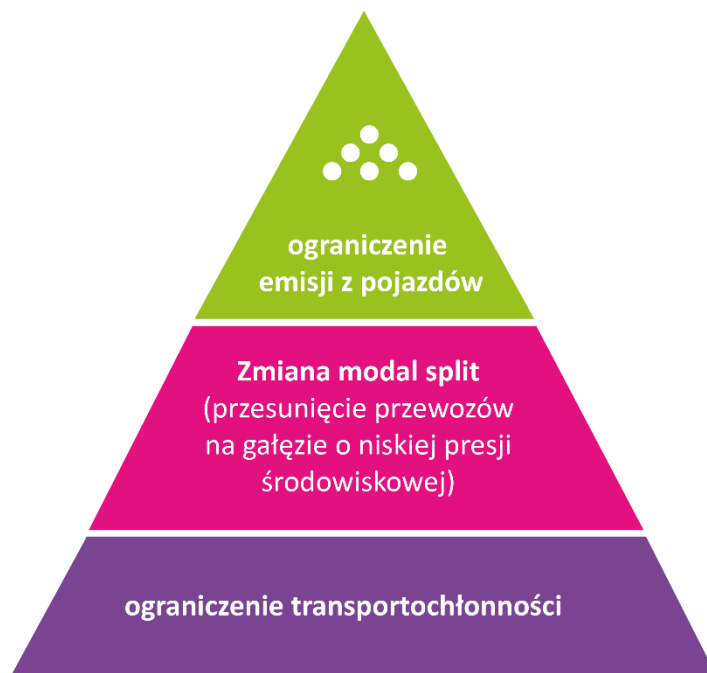 ograniczenie
emisji z pojazdów
Zmiana modal split
(przesunięcie przewozów
na gałęzie o niskiej presji
środowiskowej)
ograniczenie transportochłonności